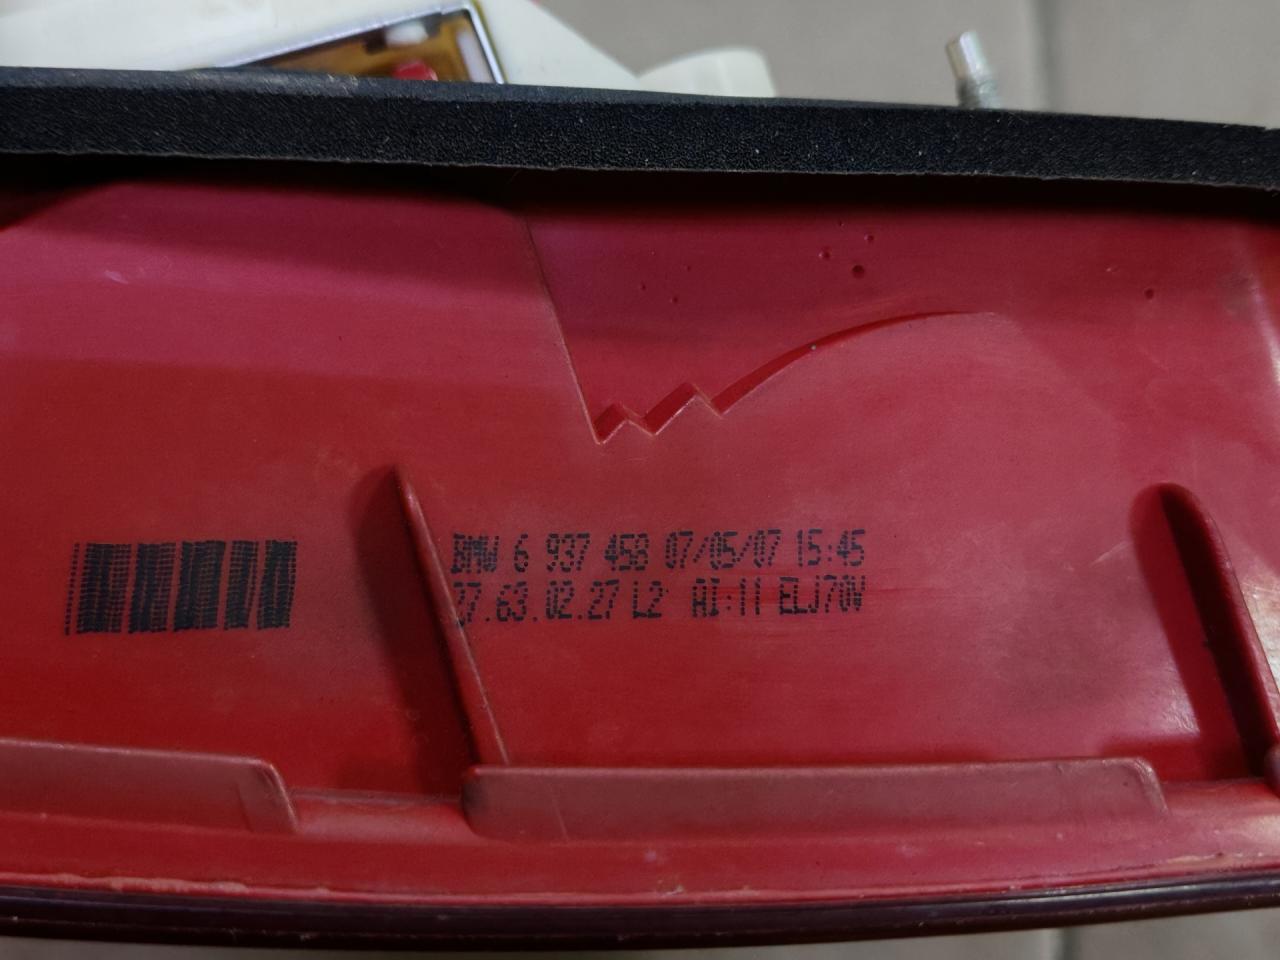 BMW 6 937 458 07/05/07 15:45
27.63.02.27 L2 AI:11 ELJ70V